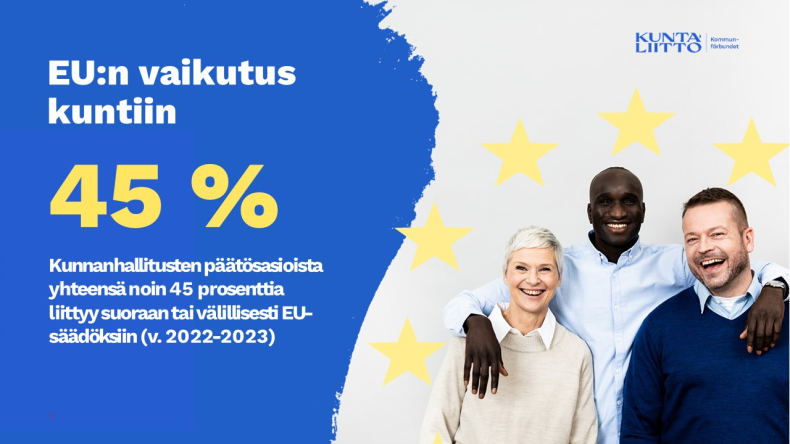 EU:n vaikutus
kuntiin
45 %
Kunnanhallitusten päätösasioista
yhteensä noin 45 prosenttia
liittyy suoraan tai välillisesti EU-
säädöksiin (v. 2022-2023)
KUNTA
LIITTO
Kommun-
förbundet